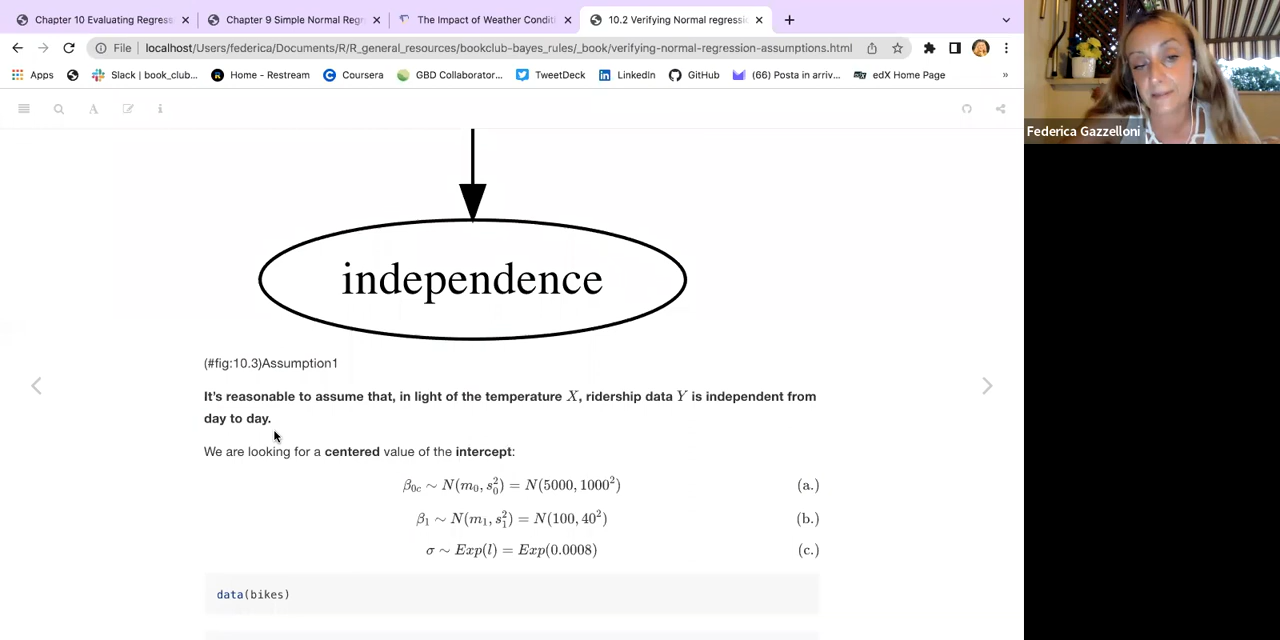 Chapter 10 Evaluating Regress
Chapter 9 Simple Normal Regr
The Impact of Weather Conditi
10.2 Verifying Normal regressio
File
localhost/Users/federica/Documents/R/R_general_resources/bookclub-bayes_rules/_book/verifying-normal-regression-assumptions.html
Apps
Slack | book_club...
Home - Restream
Coursera
GBD Collaborator...
TweetDeck
LinkedIn
GitHub
(66) Posta in arriv...
edX Home Page
»
Federica Gazzelloni
independence
(#fig:10.3)Assumption1
It's reasonable to assume that, in light of the temperature X, ridership data Y is independent from
day to day.
We are looking for a centered value of the intercept:
β0c ∼ N(m0, s0²) = N(5000, 1000²) (a.)
β1 ∼ N(m1, s1²) = N(100, 40²) (b.)
σ ∼ Exp(l) = Exp(0.0008) (c.)
data(bikes)